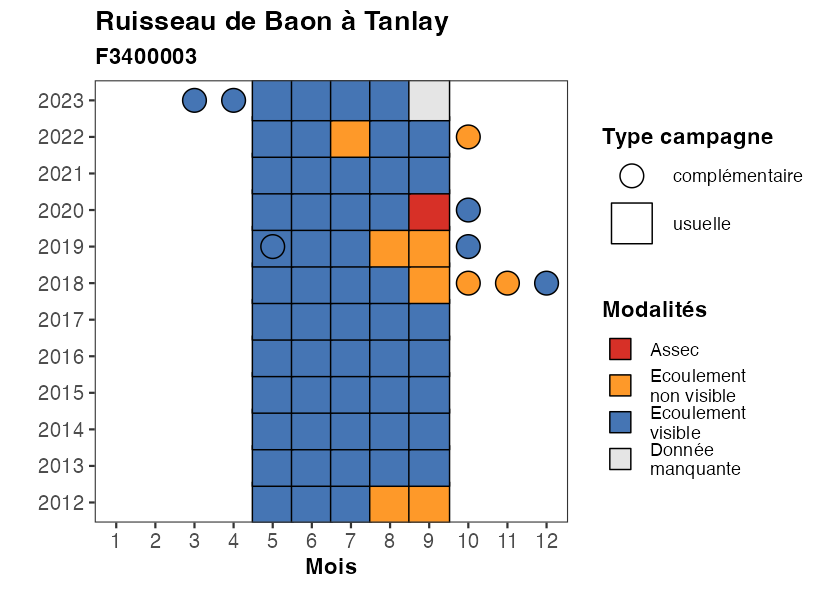 Ruisseau de Baon à Tanlay
F3400003
2023
2022
2021
2020
2019
2018
2017
2016
2015
2014
2013
2012
1 2 3 4 5 6 7 8 9 10 11 12
Mois
Type campagne
complémentaire
usuelle
Modalités
Assec
Ecoulement
non visible
Ecoulement
visible
Donnée
manquante